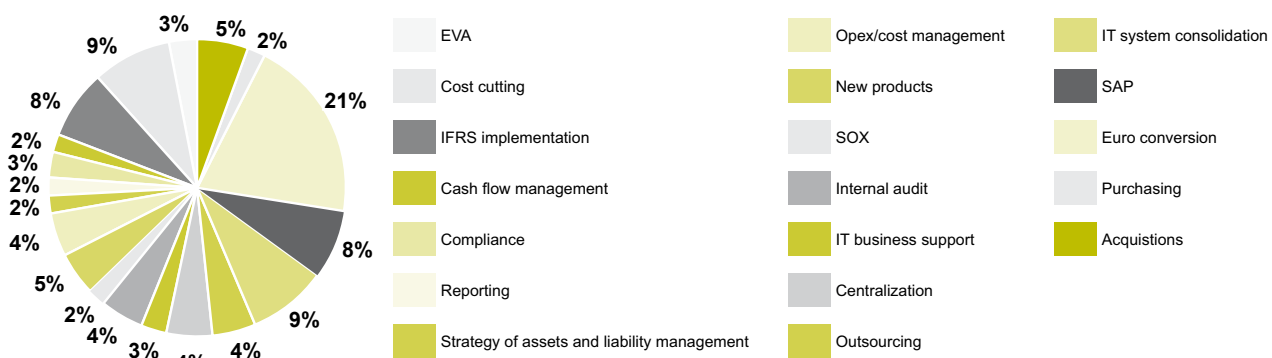 3%
5%
2%
9%
21%
8%
2%
3%
2%
2%
4%
5%
2%
4%
3%
4%
9%
8%
EVA
Cost cutting
IFRS implementation
Cash flow management
Compliance
Reporting
Strategy of assets and liability management
Opex/cost management
New products
SOX
Internal audit
IT business support
Centralization
Outsourcing
IT system consolidation
SAP
Euro conversion
Purchasing
Acquistions